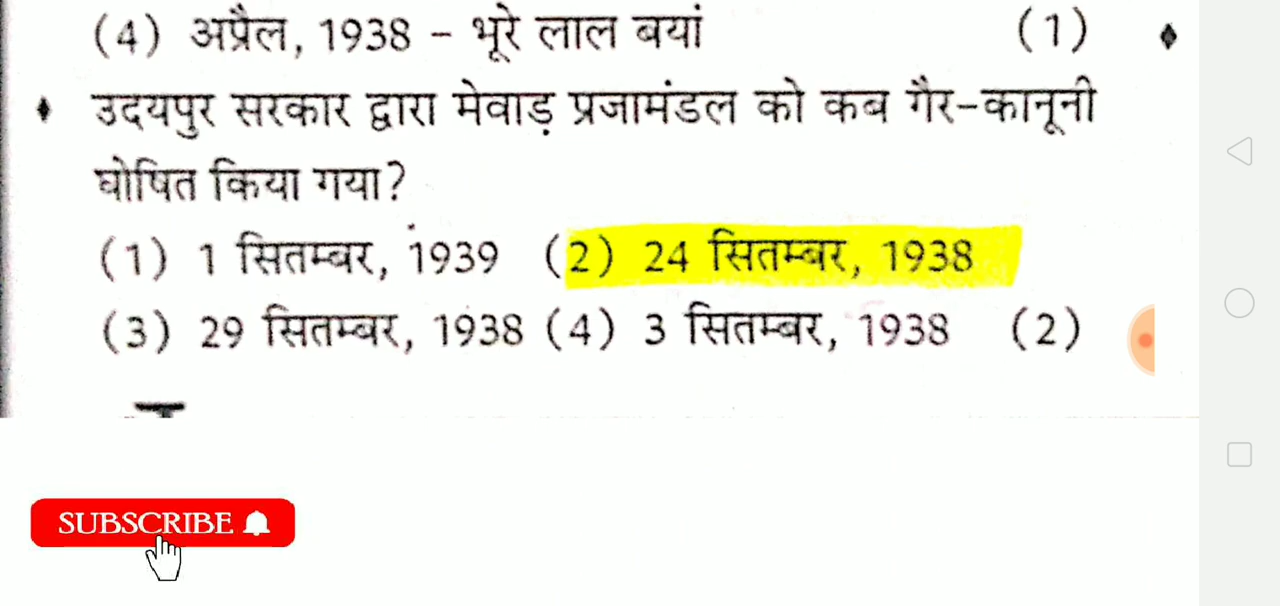 (4) अप्रैल, 1938 - भूरे लाल बयां (1)
♦ उदयपुर सरकार द्वारा मेवाड़ प्रजामंडल को कब गैर-कानूनी
घोषित किया गया?
(1) 1 सितम्बर, 1939 (2) 24 सितम्बर, 1938
(3) 29 सितम्बर, 1938 (4) 3 सितम्बर, 1938 (2)
SUBSCRIBE